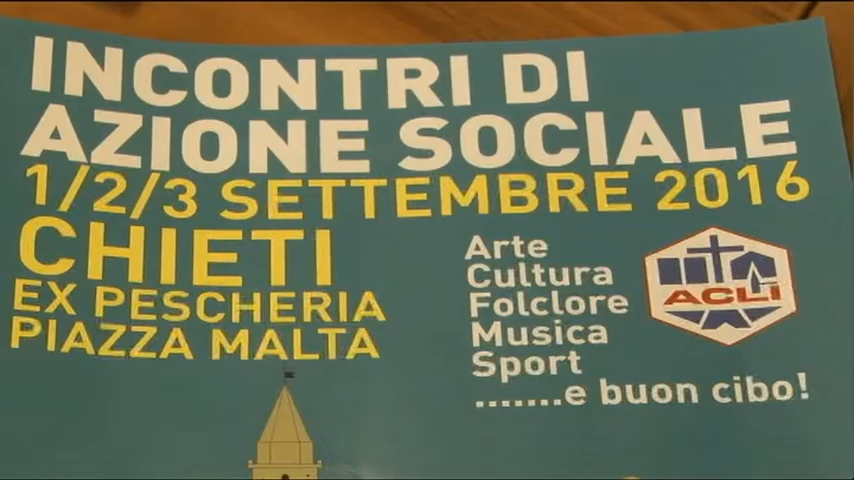 INCONTRI DI
AZIONE SOCIALE
1/2/3 SETTEMBRE 2016
CHIETI
EX PESCHERIA
PIAZZA MALTA
Arte
Cultura
Folclore
Musica
Sport
.......e buon cibo!
ACLI